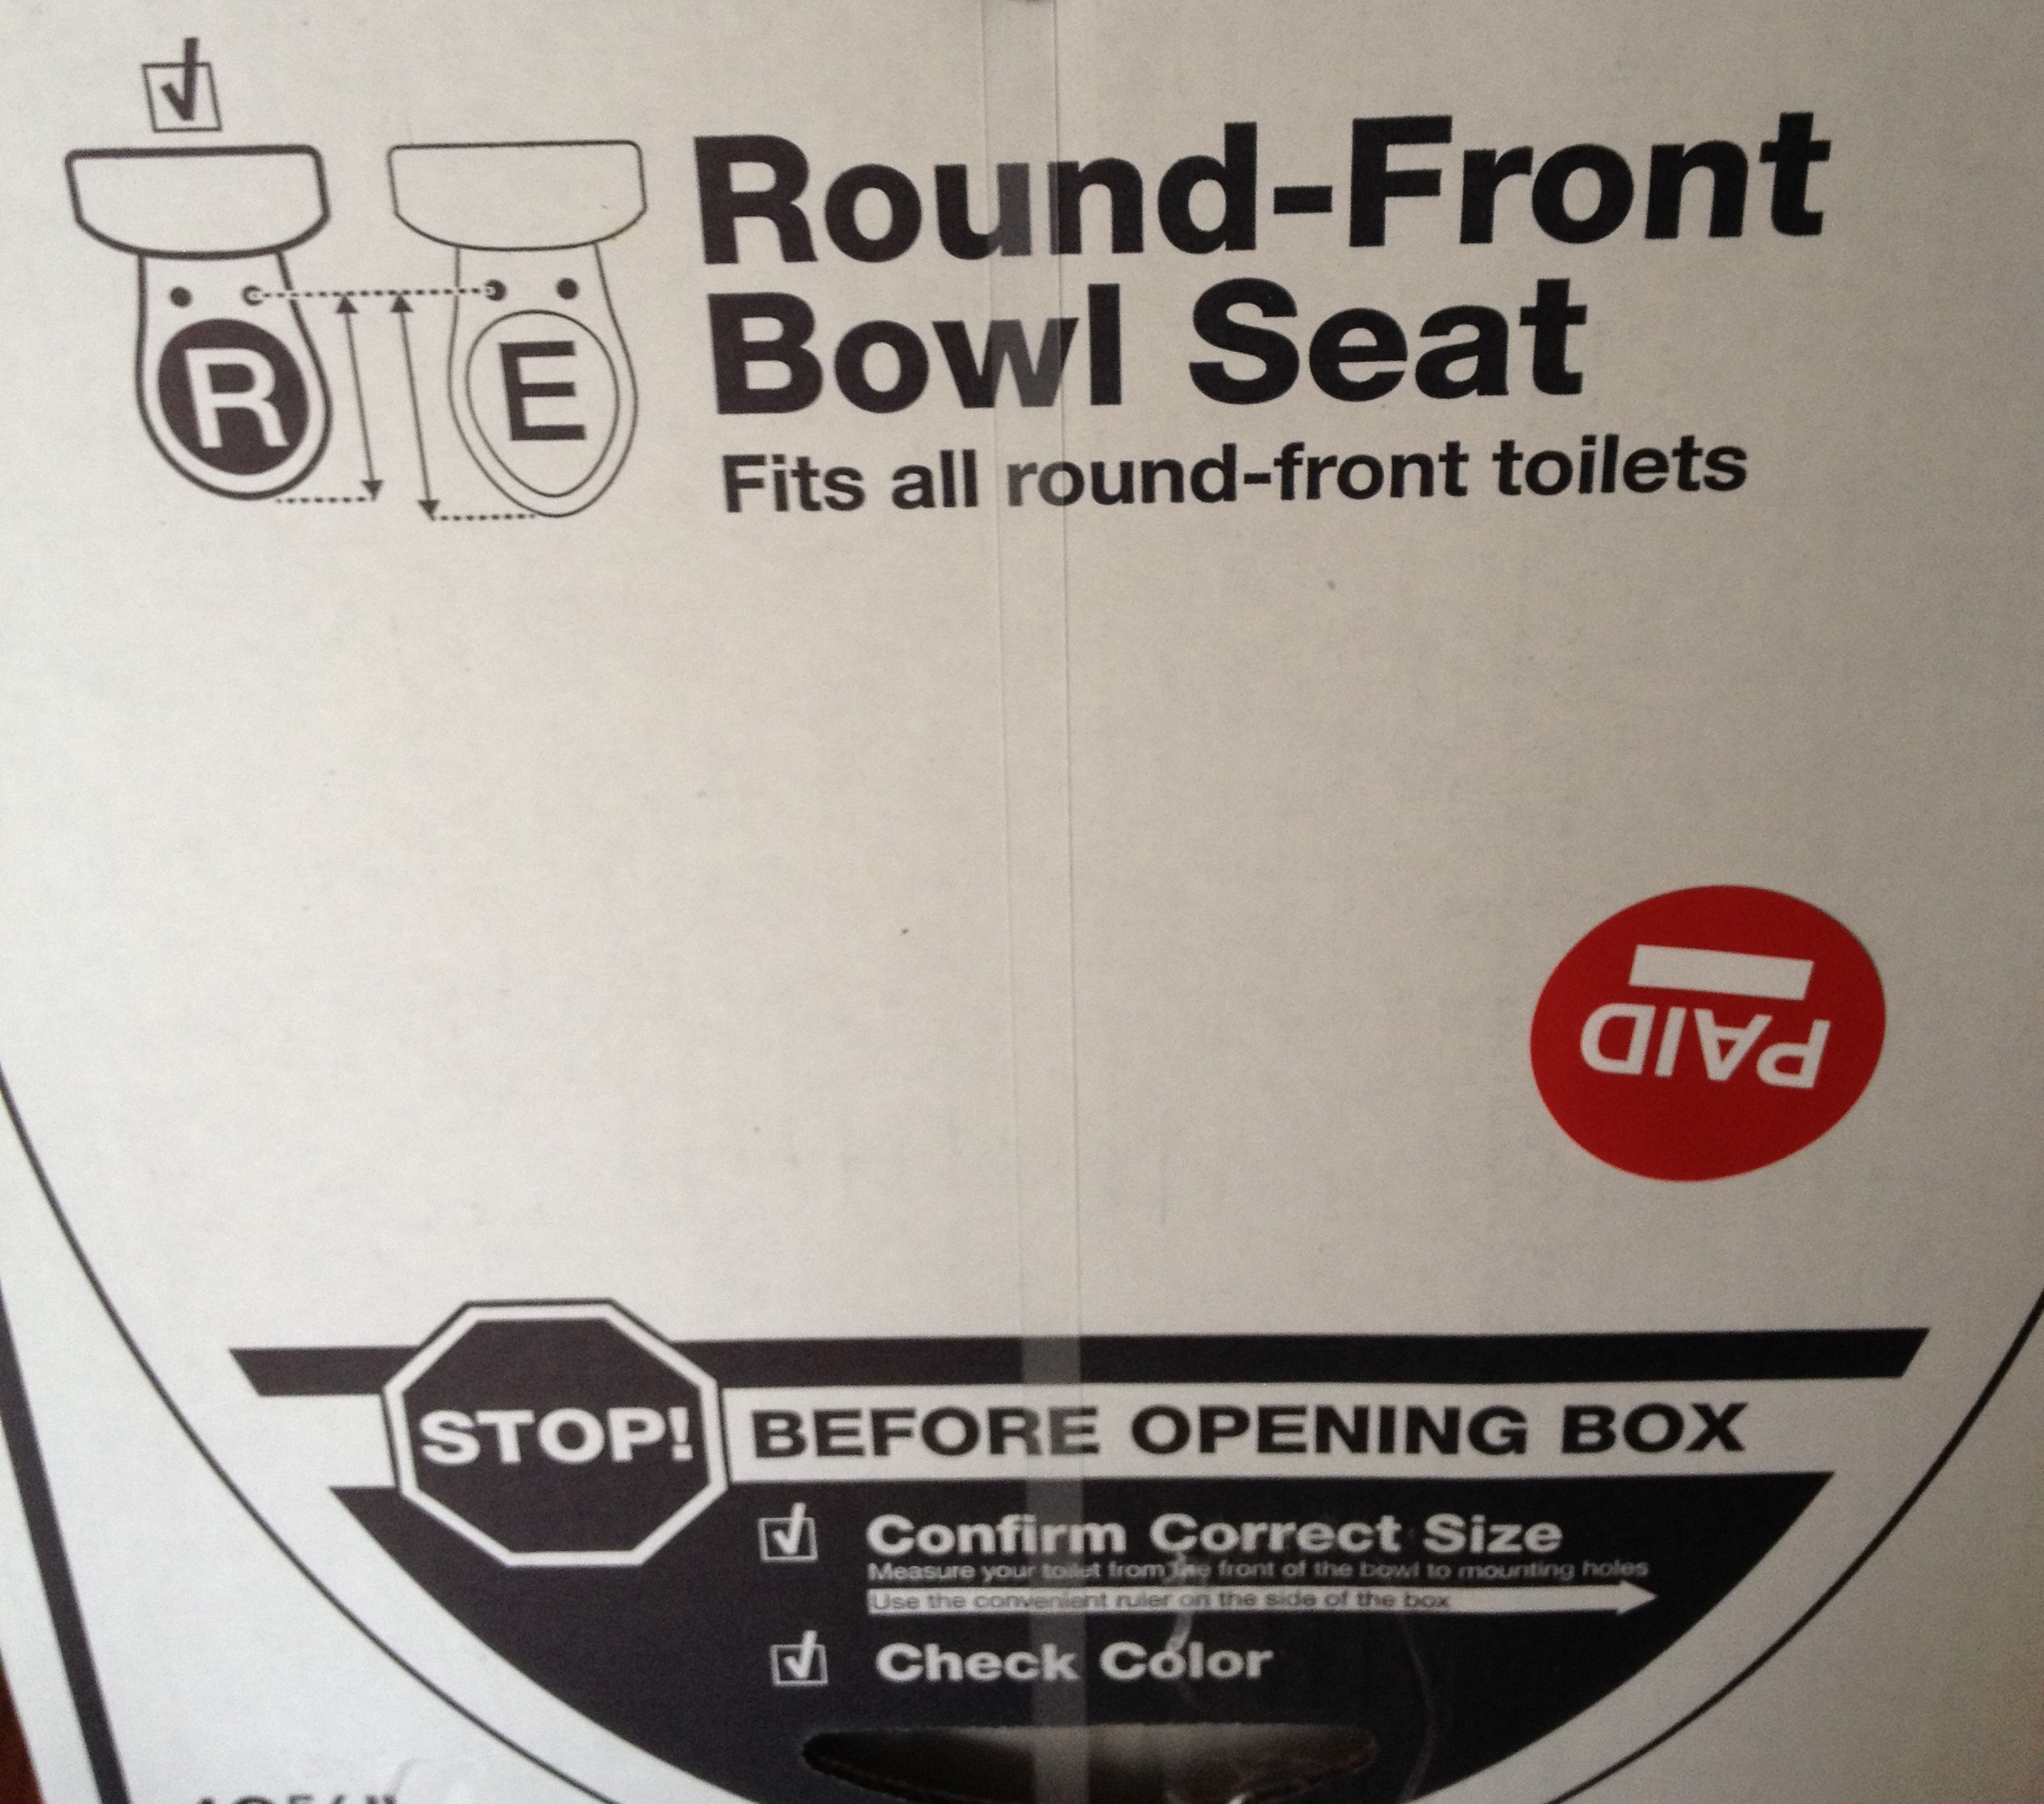 R E
Round-Front
Bowl Seat
Fits all round-front toilets
PAID
STOP!
BEFORE OPENING BOX
Confirm Correct Size
Measure your toilet from the front of the bowl to mounting holes
Use the convenient ruler on the side of the box
Check Color